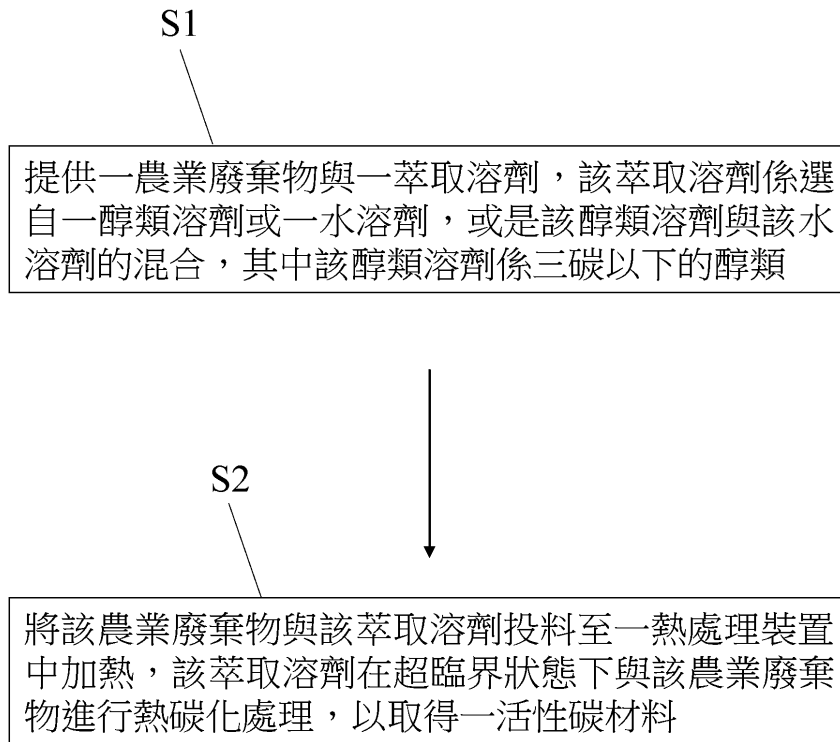 S1
提供一農業廢棄物與一萃取溶劑，該萃取溶劑係選
自一醇類溶劑或一水溶劑，或是該醇類溶劑與該水
溶劑的混合，其中該醇類溶劑係三碳以下的醇類
S2
將該農業廢棄物與該萃取溶劑投料至一熱處理裝置
中加熱，該萃取溶劑在超臨界狀態下與該農業廢棄
物進行熱碳化處理，以取得一活性碳材料